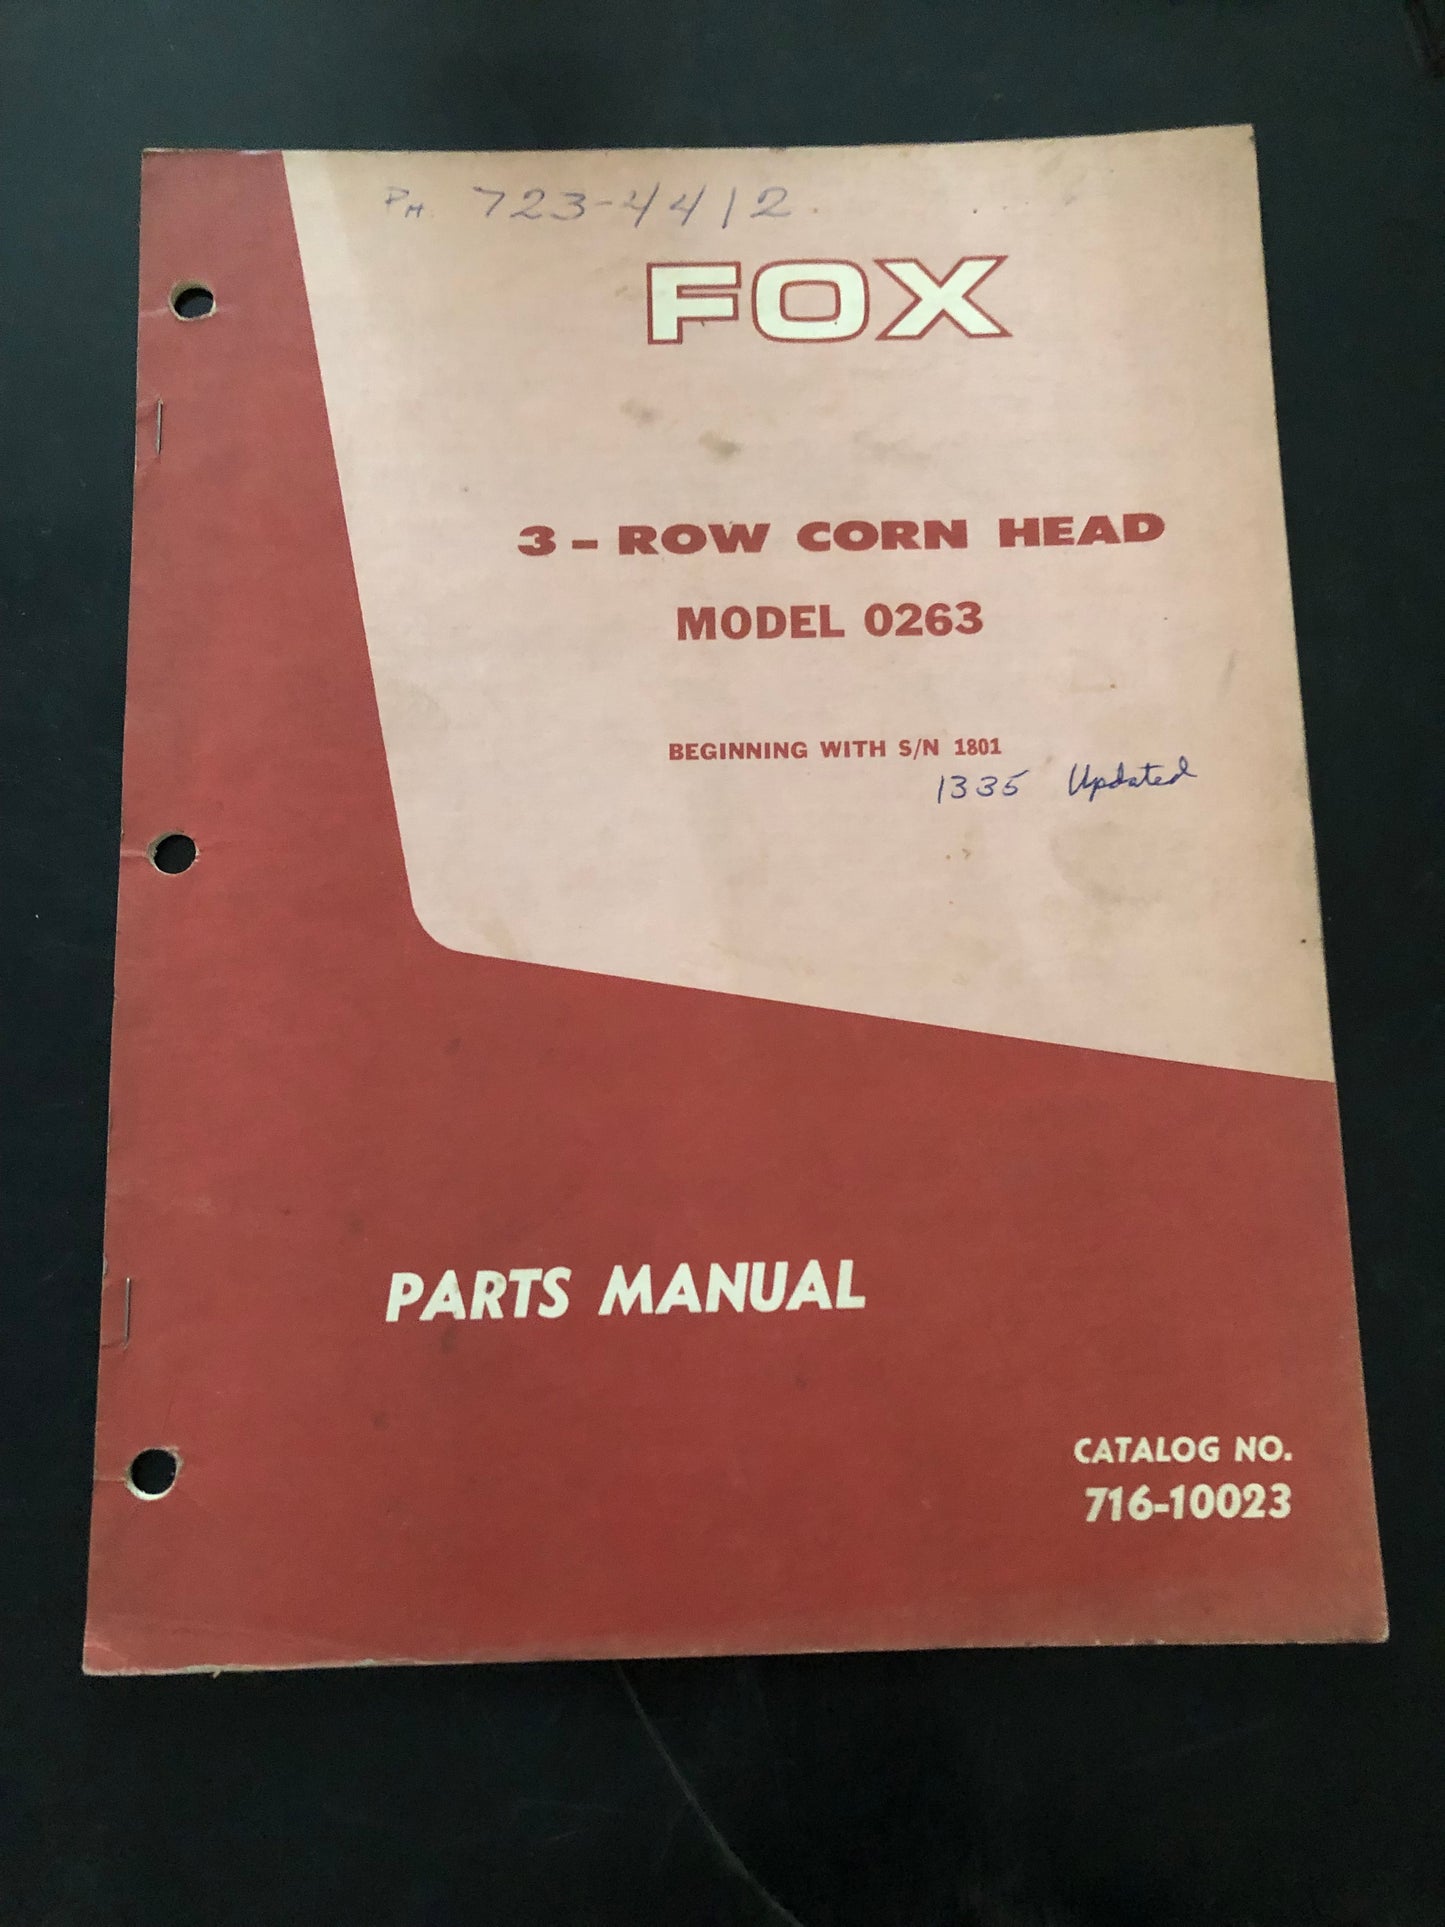 PH. 723-4412
FOX
3 - ROW CORN HEAD
MODEL 0263
BEGINNING WITH S/N 1801
1335 Updated
PARTS MANUAL
CATALOG NO.
716-10023